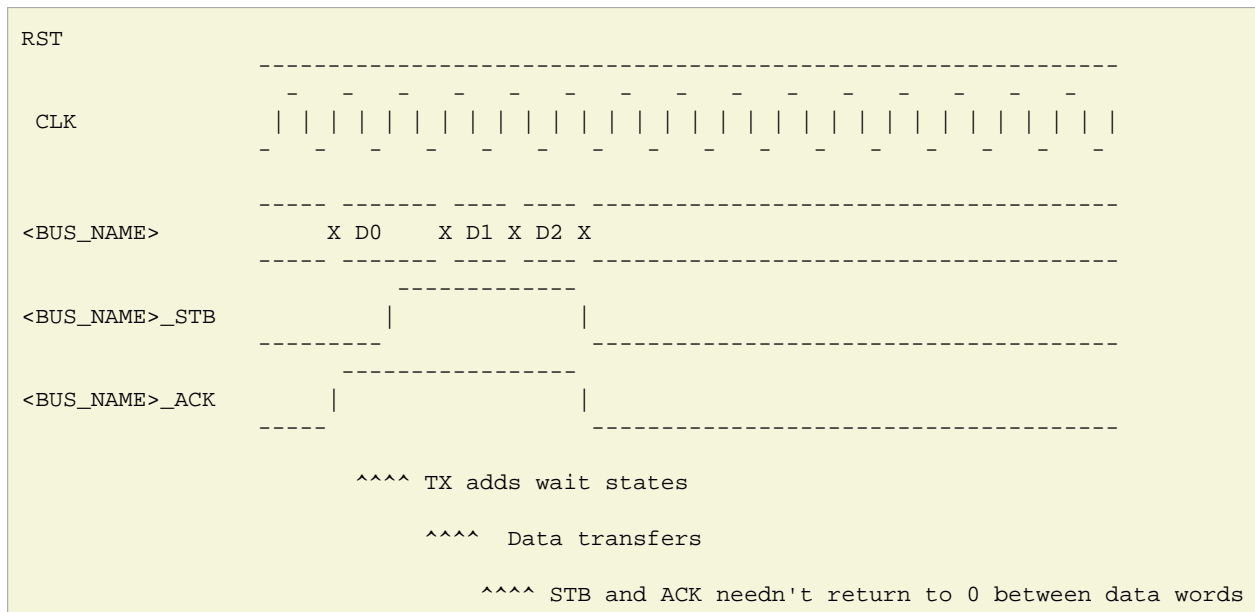 RST
--------------------------------------------------------------
- - - - - - - - - - - - - - -
CLK | | | | | | | | | | | | | | | | | | | | | | | | | | | | | | |
- - - - - - - - - - - - - - - -
----- ------- ---- ---- --------------------------------------
<BUS_NAME> X D0 X D1 X D2 X
----- ------- ---- ---- --------------------------------------
-------------
<BUS_NAME>_STB | |
--------- --------------------------------------
-----------------
<BUS_NAME>_ACK | |
----- --------------------------------------
^^^^ TX adds wait states
^^^^ Data transfers
^^^^ STB and ACK needn't return to 0 between data words